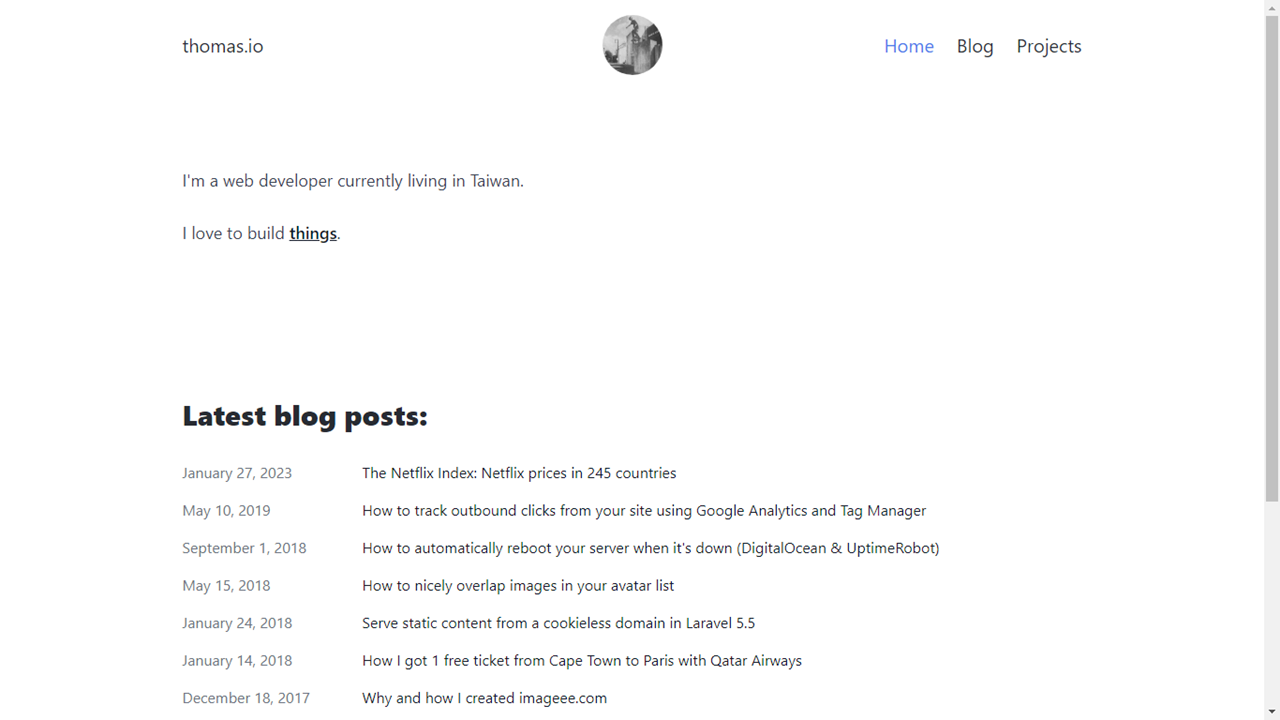 thomas.io
Home Blog Projects
I'm a web developer currently living in Taiwan.
I love to build things.
Latest blog posts:
January 27, 2023 The Netflix Index: Netflix prices in 245 countries
May 10, 2019 How to track outbound clicks from your site using Google Analytics and Tag Manager
September 1, 2018 How to automatically reboot your server when it's down (DigitalOcean & UptimeRobot)
May 15, 2018 How to nicely overlap images in your avatar list
January 24, 2018 Serve static content from a cookieless domain in Laravel 5.5
January 14, 2018 How I got 1 free ticket from Cape Town to Paris with Qatar Airways
December 18, 2017 Why and how I created imageee.com